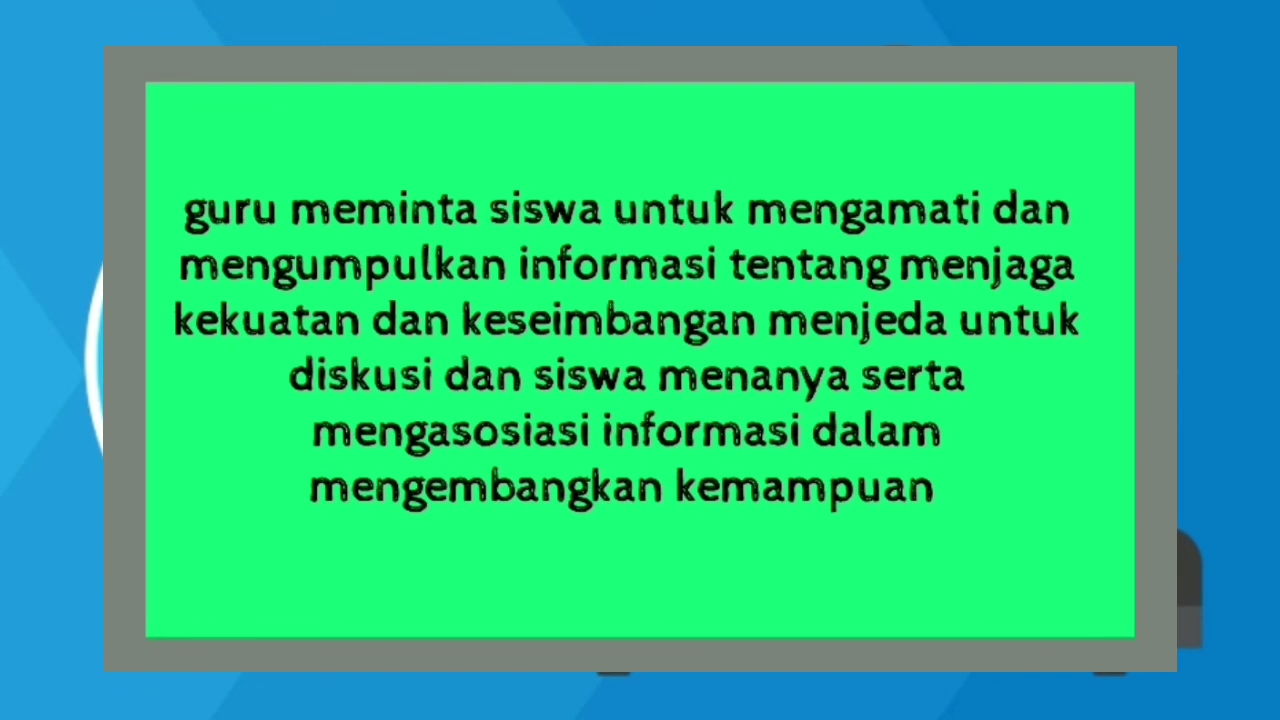 guru meminta siswa untuk mengamati dan
mengumpulkan informasi tentang menjaga
kekuatan dan keseimbangan menjeda untuk
diskusi dan siswa menanya serta
mengasosiasi informasi dalam
mengembangkan kemampuan